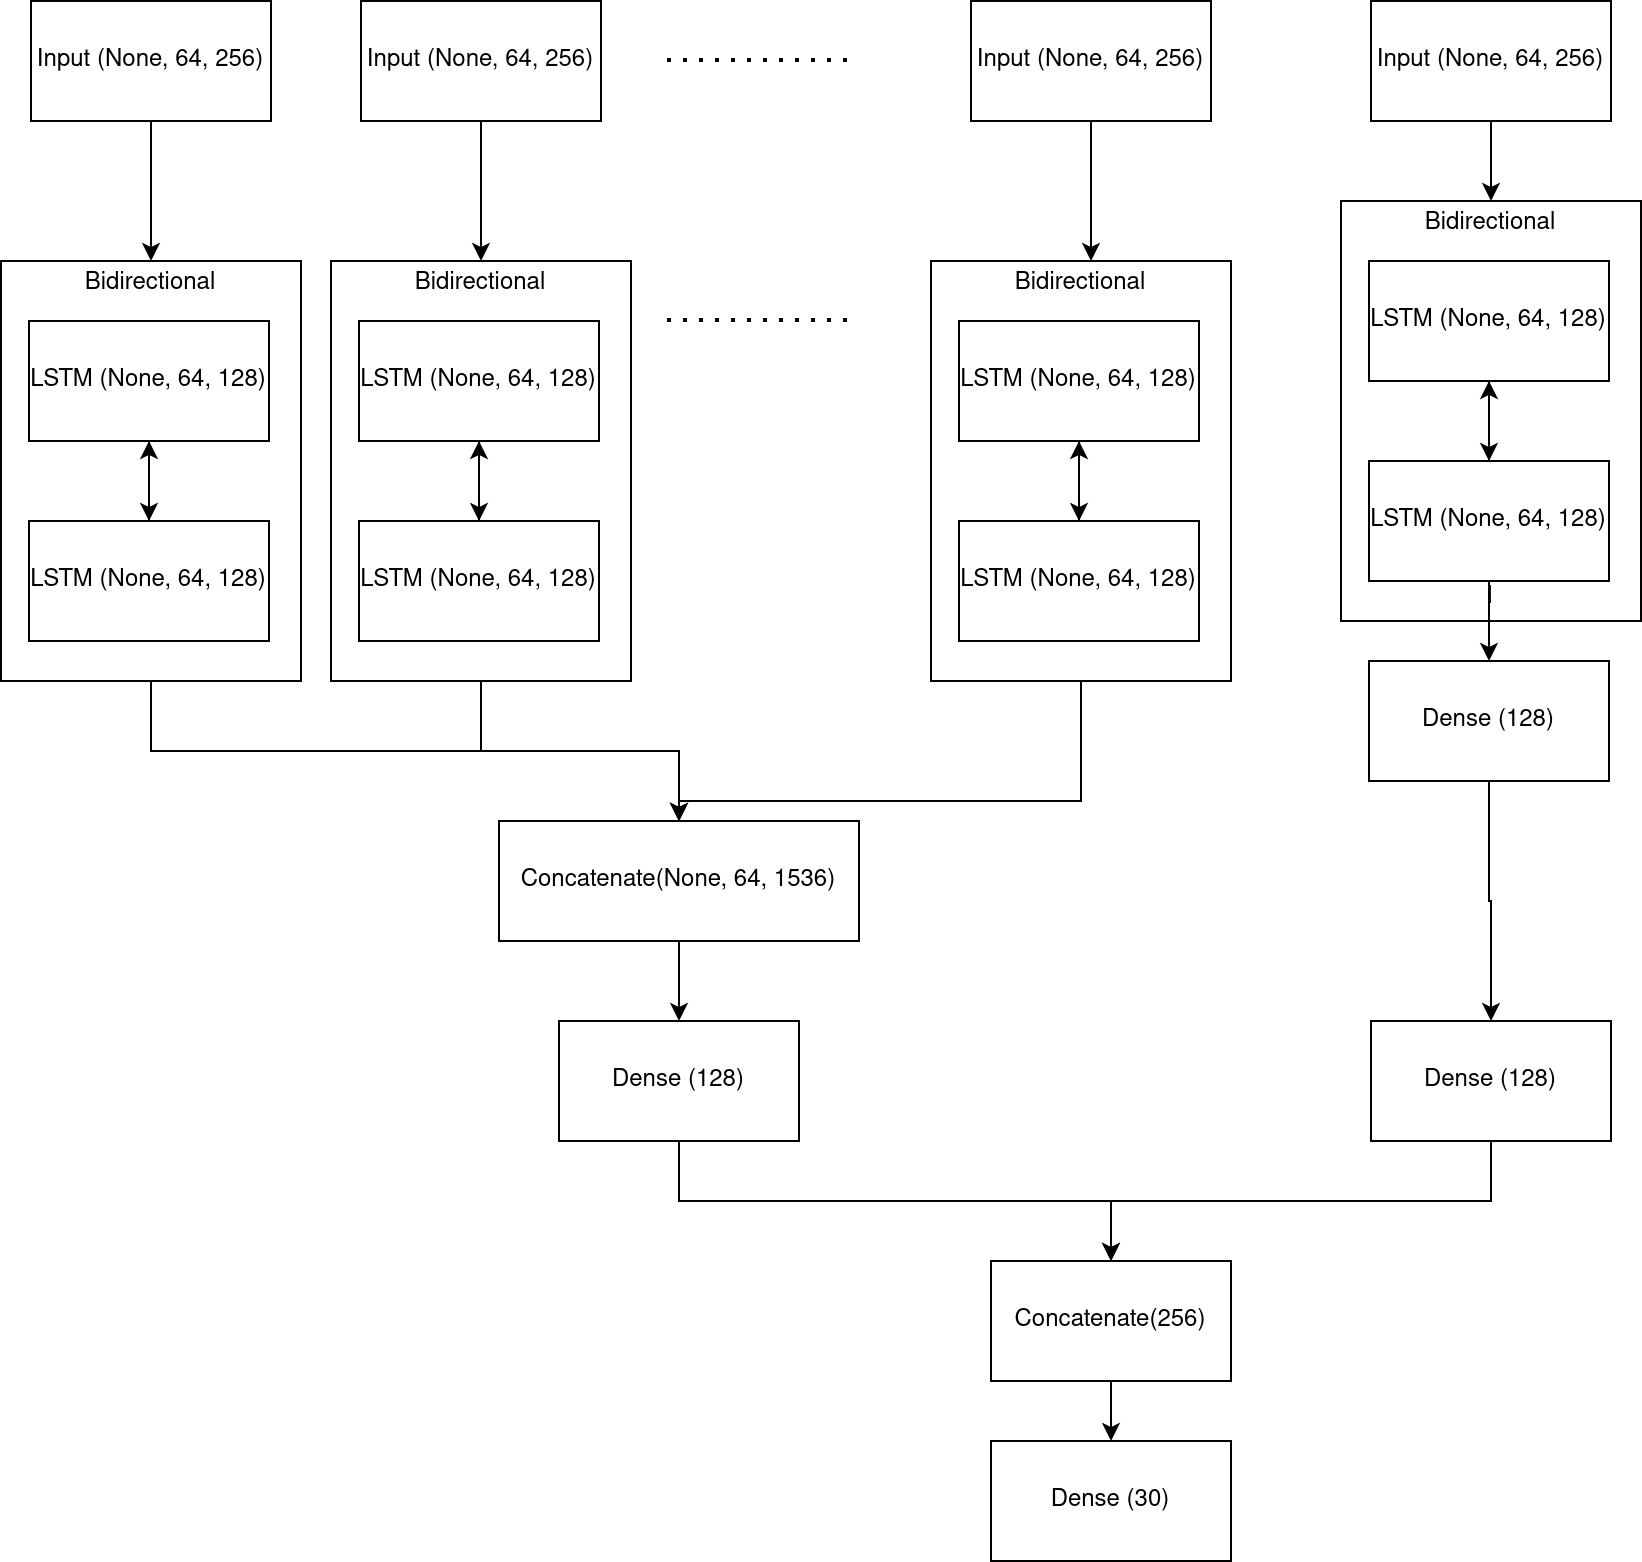 Input (None, 64, 256)
Input (None, 64, 256)
Input (None, 64, 256)
Input (None, 64, 256)
Bidirectional
LSTM (None, 64, 128)
LSTM (None, 64, 128)
Bidirectional
LSTM (None, 64, 128)
LSTM (None, 64, 128)
Bidirectional
LSTM (None, 64, 128)
LSTM (None, 64, 128)
Bidirectional
LSTM (None, 64, 128)
LSTM (None, 64, 128)
Dense (128)
Concatenate(None, 64, 1536)
Dense (128)
Dense (128)
Concatenate(256)
Dense (30)